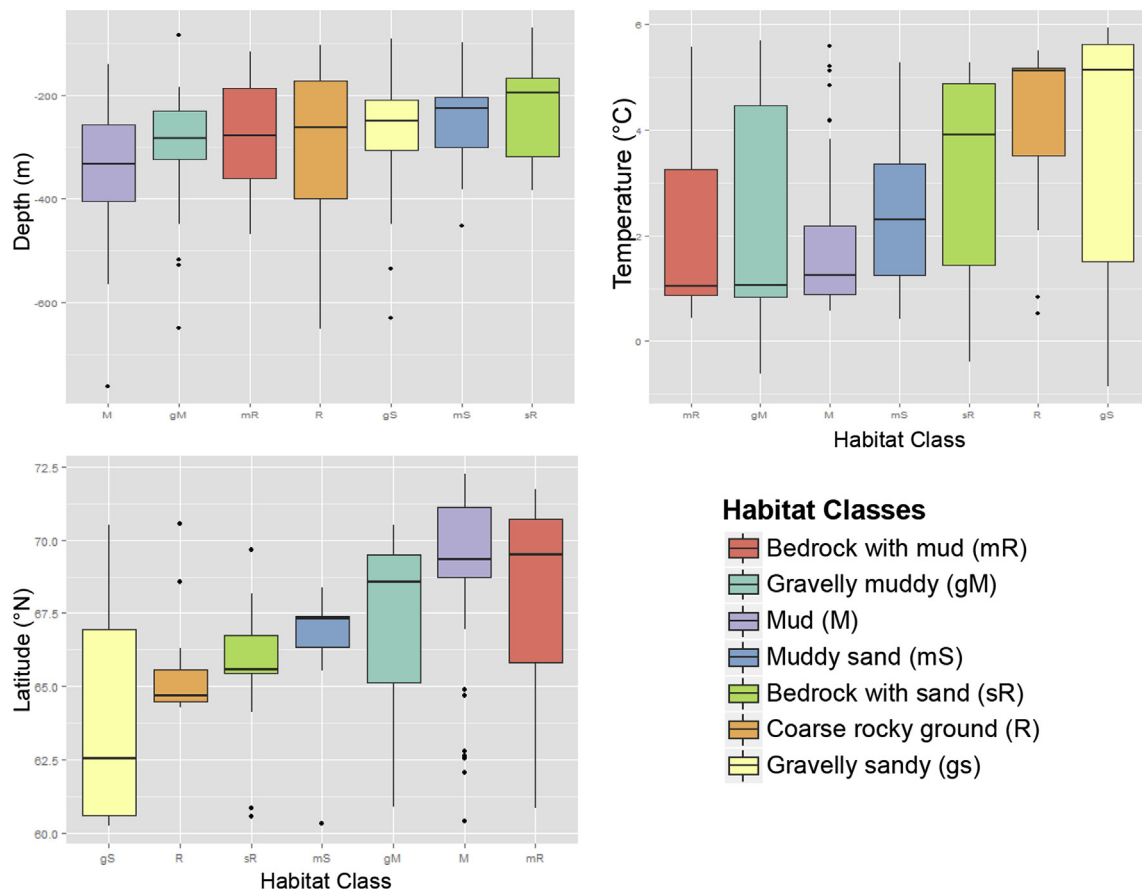 Depth (m)
-200
-400
-600
M gM mR R gS mS sR
Temperature (°C)
6
4
2
0
mR gM M mS sR R gS
Habitat Class
Latitude (°N)
72.5
70.0
67.5
65.0
62.5
60.0
gS R sR mS gM M mR
Habitat Class
Habitat Classes
Bedrock with mud (mR)
Gravelly muddy (gM)
Mud (M)
Muddy sand (mS)
Bedrock with sand (sR)
Coarse rocky ground (R)
Gravelly sandy (gs)